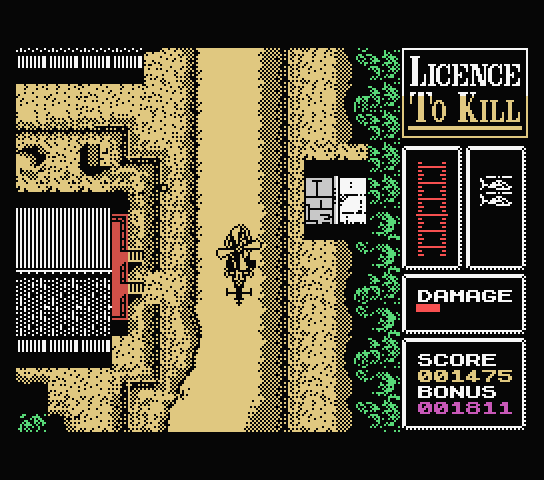 LICENCE
TO KILL
DAMAGE
SCORE
001475
BONUS
001811